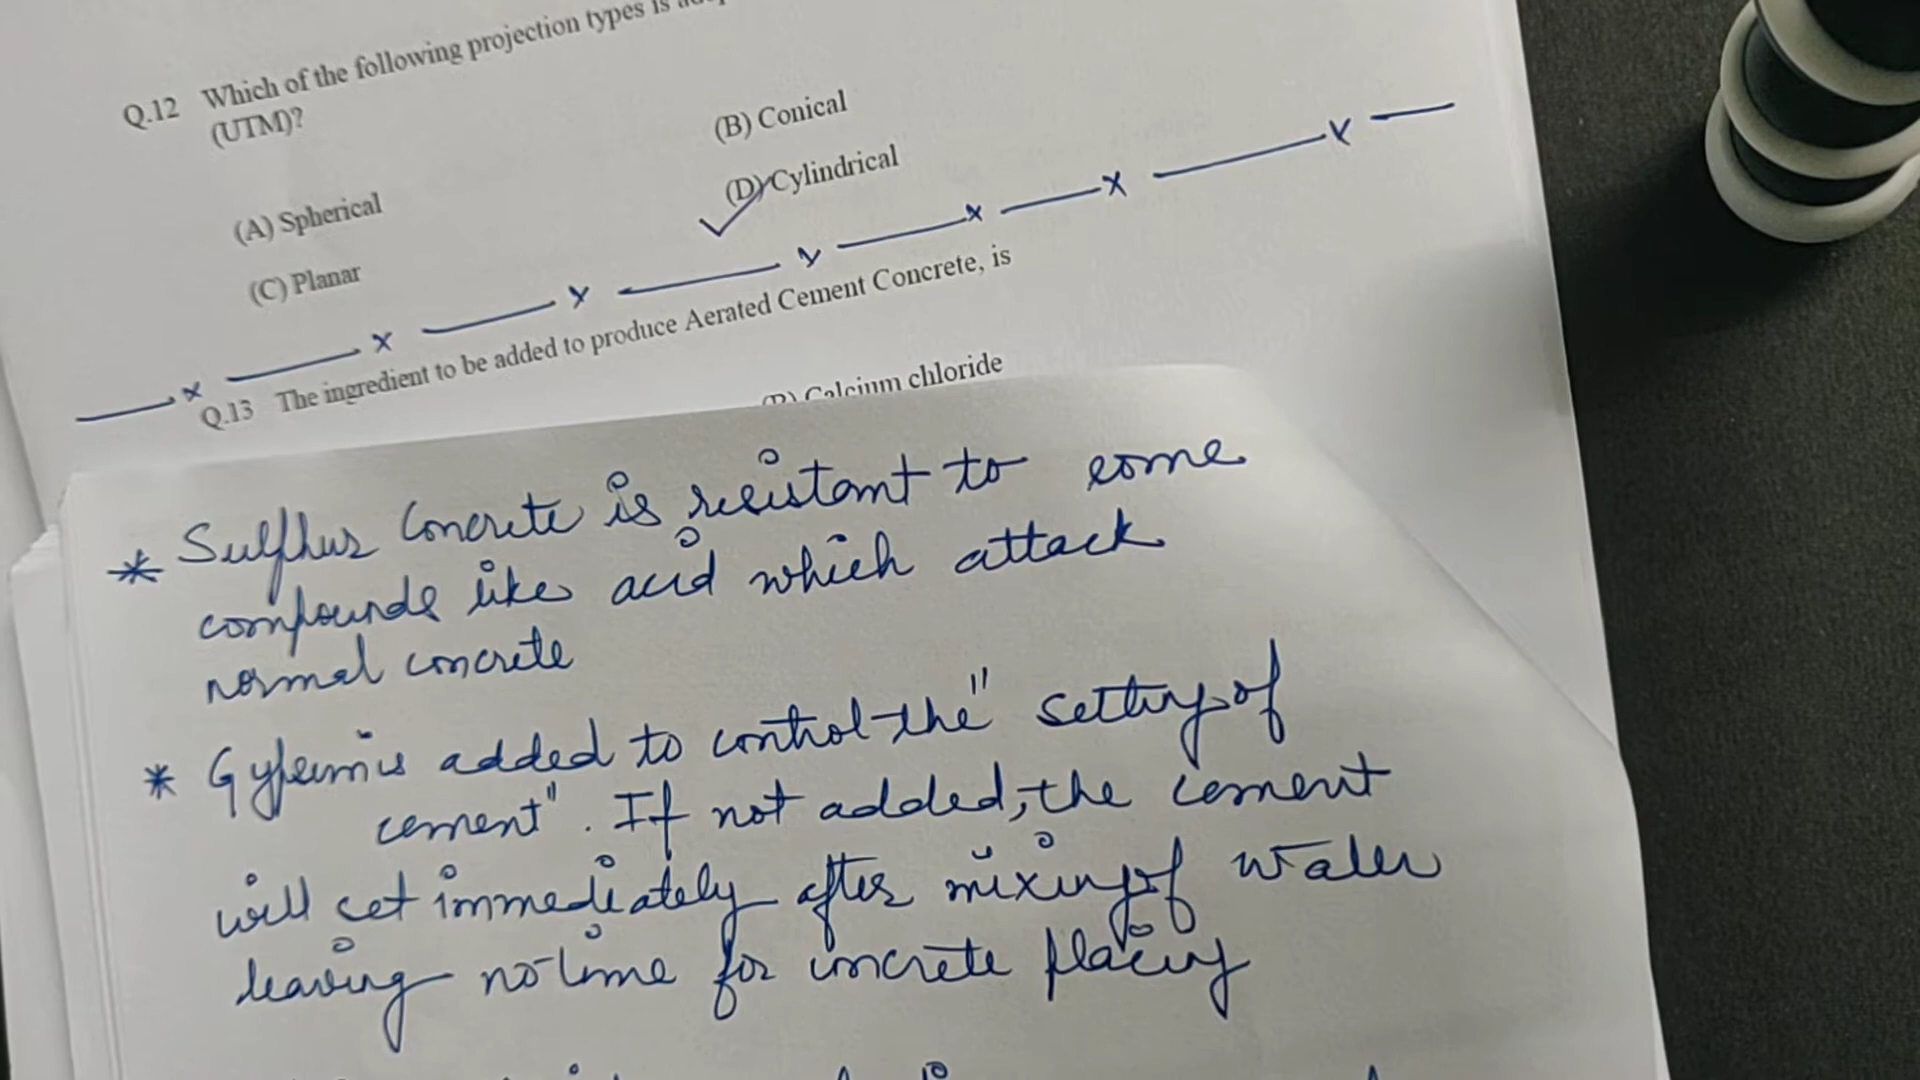 Q.12 Which of the following projection types is
(UTM)?
(A) Spherical
(B) Conical
(C) Planar
(D) Cylindrical
Q.13 The ingredient to be added to produce Aerated Cement Concrete, is
Calcium chloride
* Sulphur Concrete is resistant to some
compounds like acid which attack
normal concrete
* Gypsum is added to control the "setting of
cement". If not added, the cement
will set immediately after mixing of water
leaving no time for concrete placing